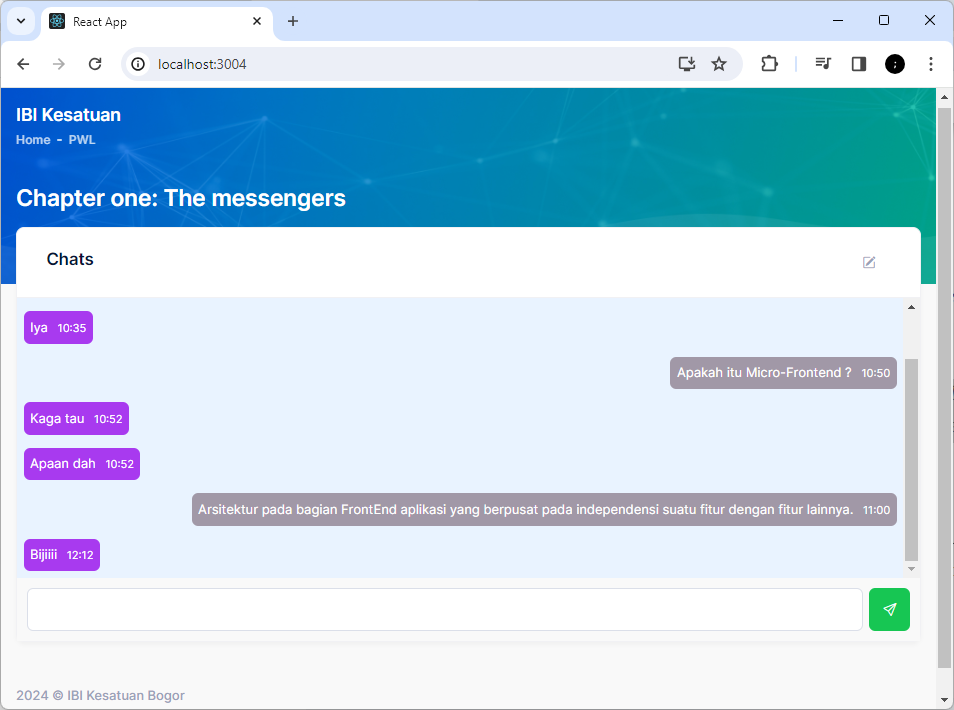 React App
localhost:3004
IBI Kesatuan
Home - PWL
Chapter one: The messengers
Chats
Iya 10:35
Apakah itu Micro-Frontend ? 10:50
Kaga tau 10:52
Apaan dah 10:52
Arsitektur pada bagian FrontEnd aplikasi yang berpusat pada independensi suatu fitur dengan fitur lainnya. 11:00
Bijiiii 12:12
2024 © IBI Kesatuan Bogor